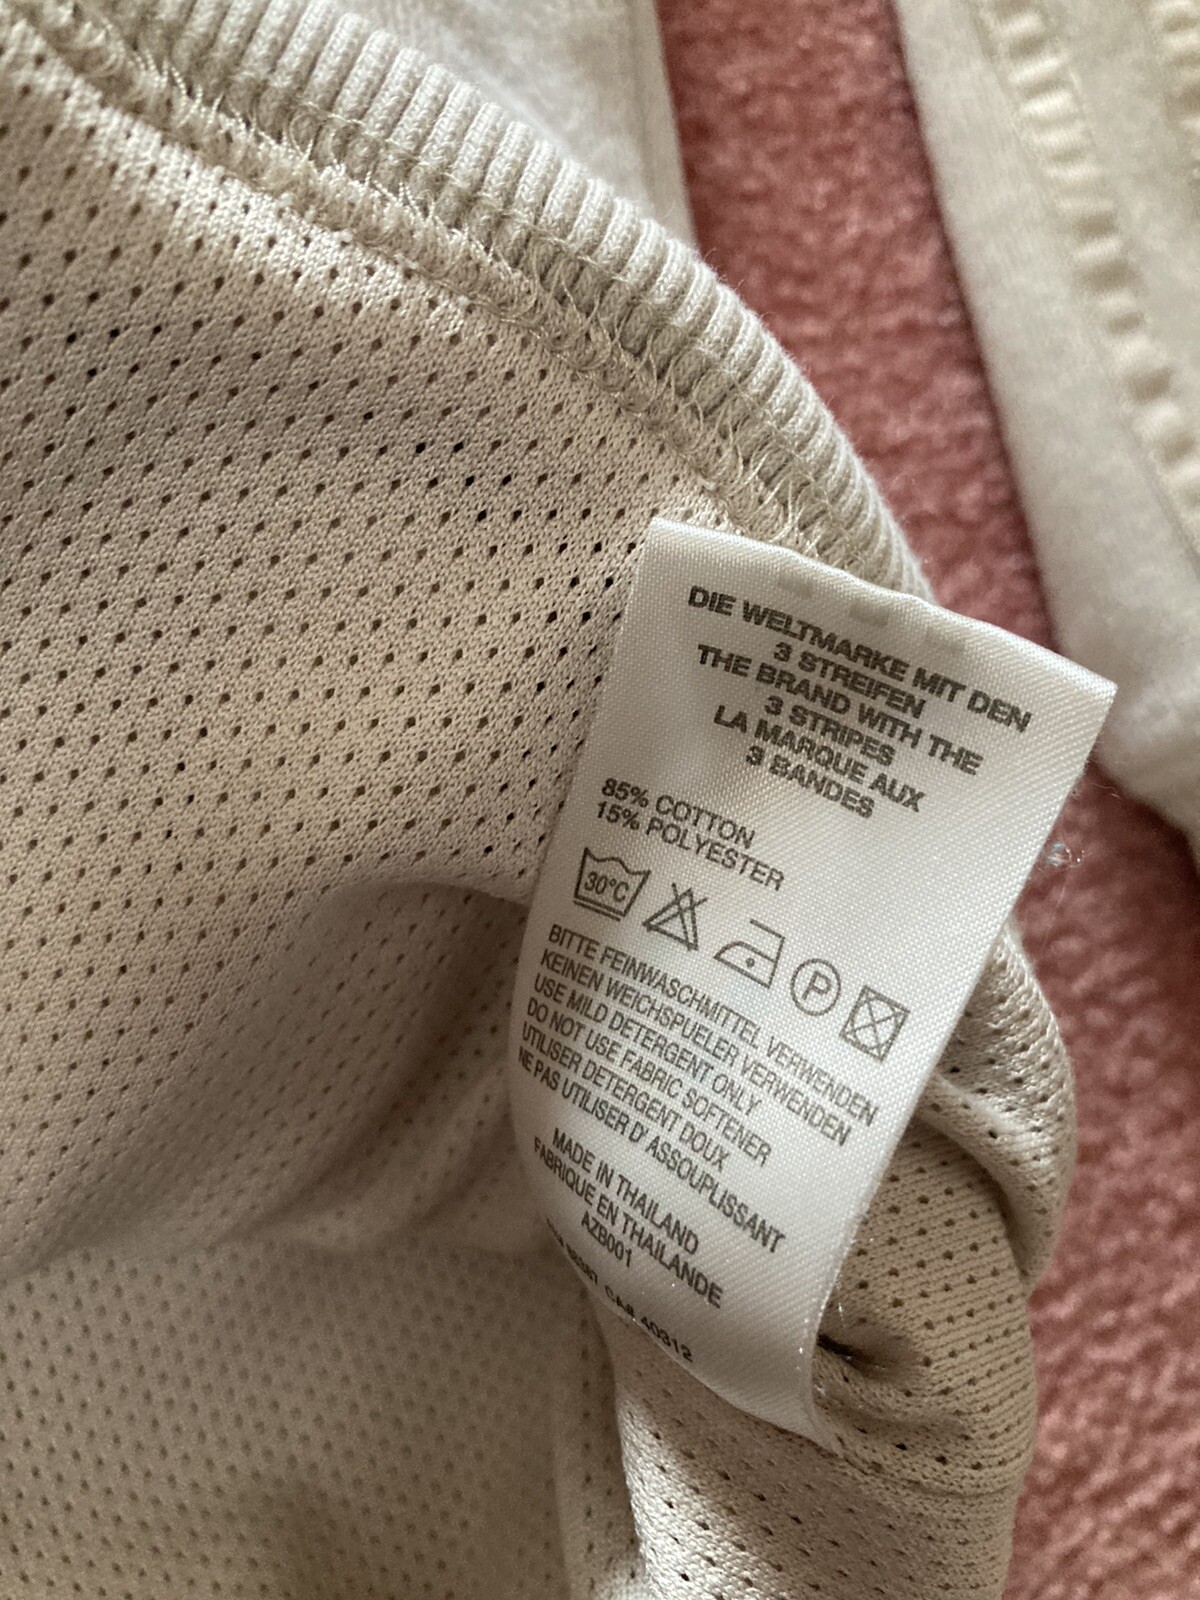 DIE WELTMARKE MIT DEN
3 STREIFEN
THE BRAND WITH THE
3 STRIPES
LA MARQUE AUX
3 BANDES
85% COTTON
15% POLYESTER
30°C
P
BITTE FEINWASCHMITTEL VERWENDEN
KEINEN WEICHSPUELER VERWENDEN
USE MILD DETERGENT ONLY
DO NOT USE FABRIC SOFTENER
UTILISER DETERGENT DOUX
NE PAS UTILISER D'ASSOUPLISSANT
MADE IN THAILAND
FABRIQUE EN THAILANDE
AZB001
40312